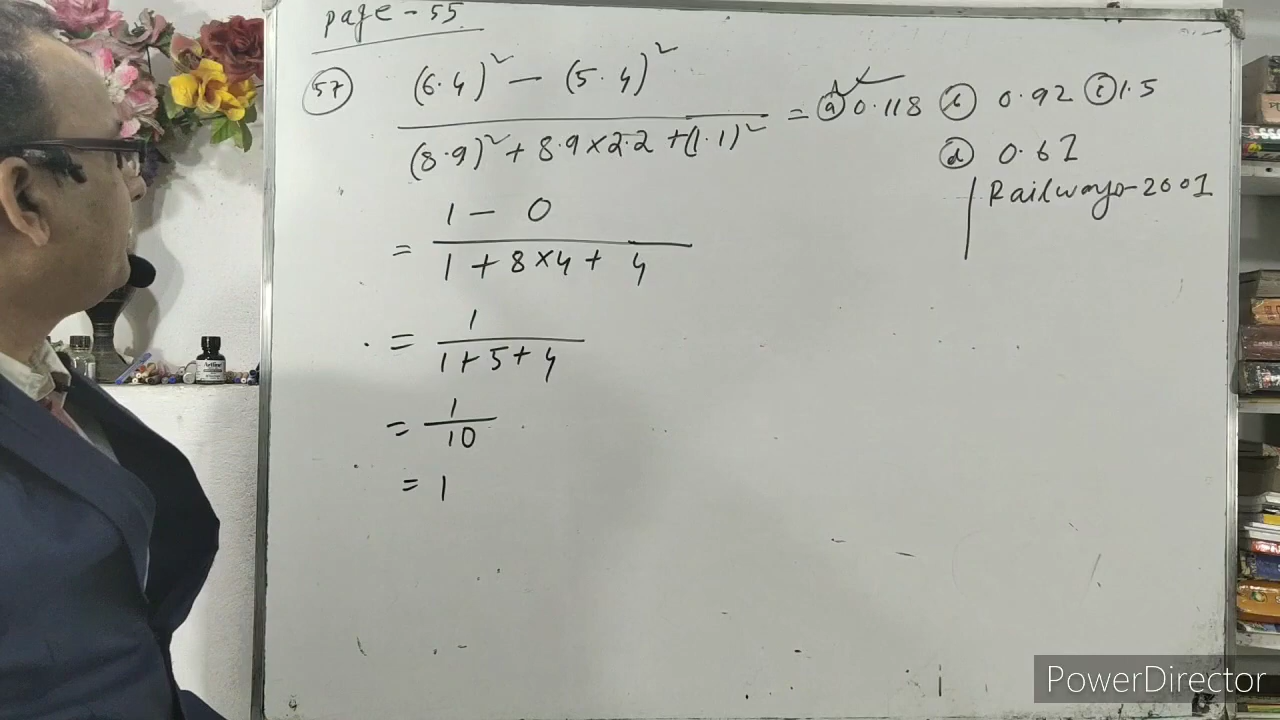 page - 55
57 (6.4)² - (5.4)² / (8.9)² + 8.9 × 2.2 + (1.1)² = (a) 0.118 0.92 1.5
(d) 0.61
Railways-2001
= 1 - 0 / 1 + 8 × 4 + 4
= 1 / 1 + 5 + 4
= 1 / 10
= 1
Artline
PowerDirector